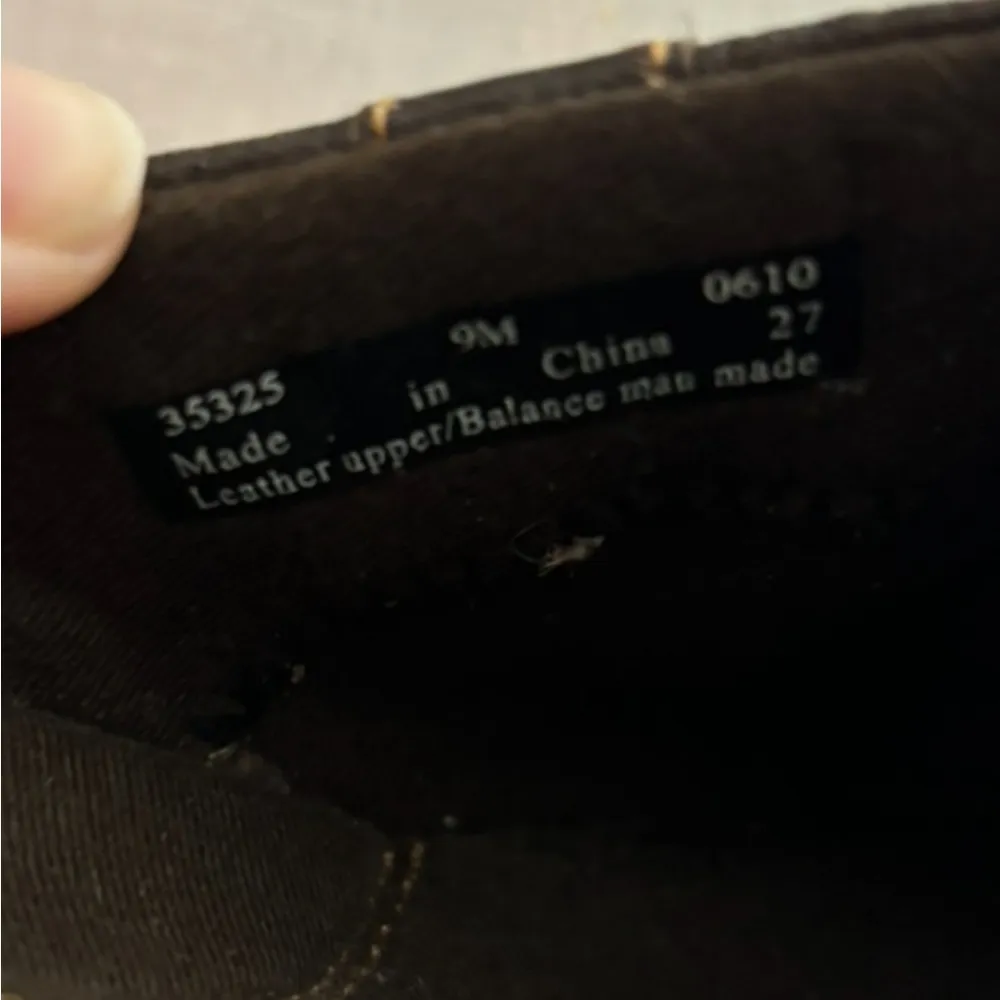 35325 9M 0610
Made in China 27
Leather upper/Balance man made